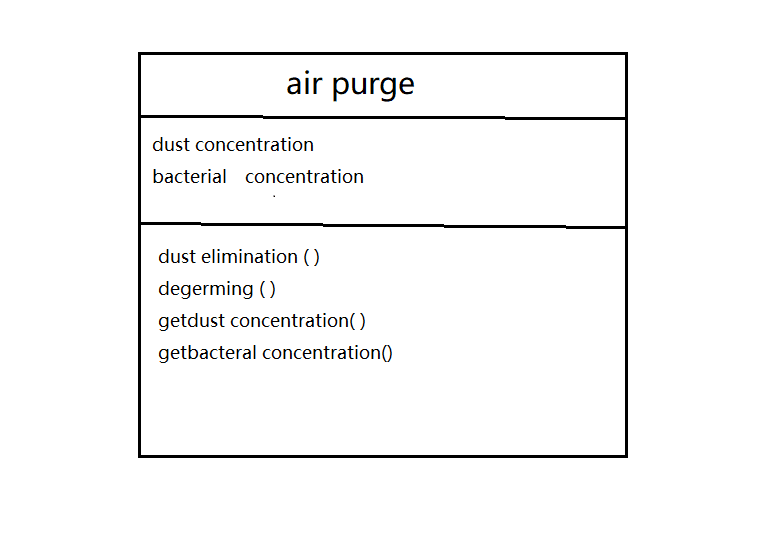 air purge
dust concentration
bacterial concentration
dust elimination ( )
degerming ( )
getdust concentration( )
getbacteral concentration()